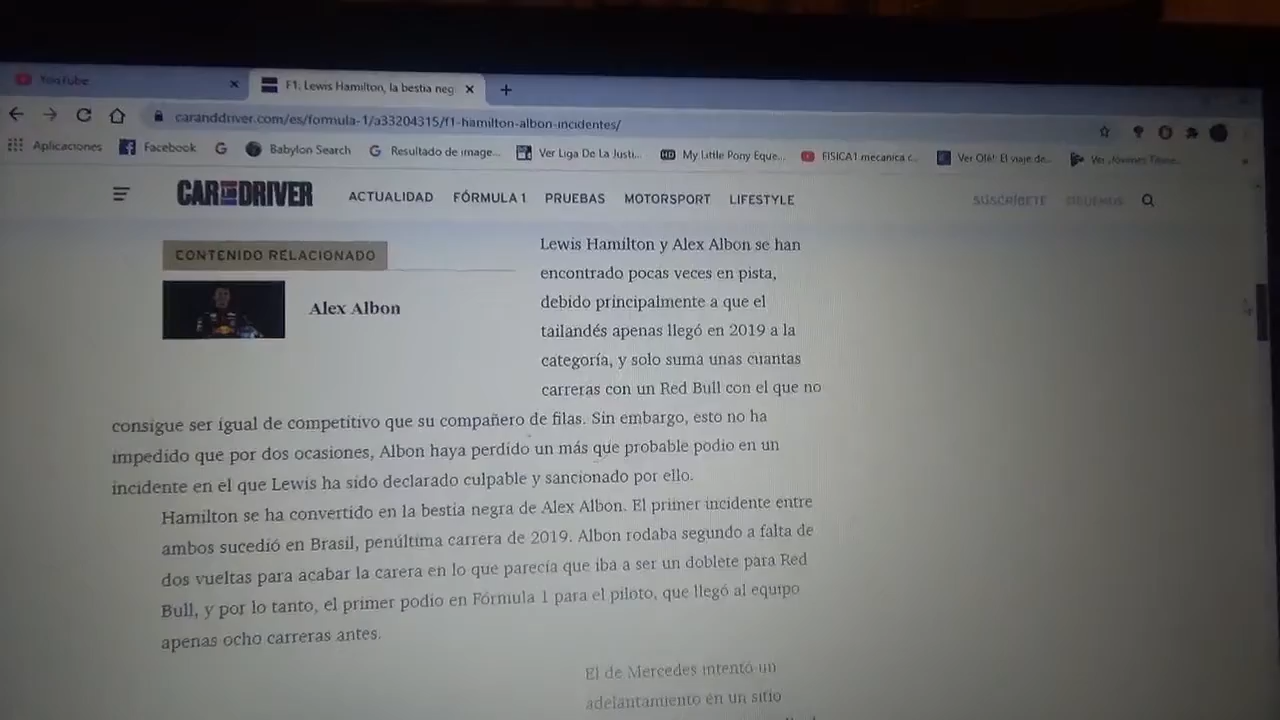 YouTube
F1: Lewis Hamilton, la bestia neg
caranddriver.com/es/formula-1/a33204315/f1-hamilton-albon-incidentes/
Aplicaciones Facebook Babylon Search Resultado de image... Ver Liga De La Justi... My Little Pony Eque... FISICA1 mecanica c... Ver Olé! El viaje de...
CAR AND DRIVER ACTUALIDAD FÓRMULA 1 PRUEBAS MOTORSPORT LIFESTYLE SUSCRÍBETE SÍGUENOS
CONTENIDO RELACIONADO
Alex Albon
Lewis Hamilton y Alex Albon se han
encontrado pocas veces en pista,
debido principalmente a que el
tailandés apenas llegó en 2019 a la
categoría, y solo suma unas cuantas
carreras con un Red Bull con el que no
consigue ser igual de competitivo que su compañero de filas. Sin embargo, esto no ha
impedido que por dos ocasiones, Albon haya perdido un más que probable podio en un
incidente en el que Lewis ha sido declarado culpable y sancionado por ello.
Hamilton se ha convertido en la bestia negra de Alex Albon. El primer incidente entre
ambos sucedió en Brasil, penúltima carrera de 2019. Albon rodaba segundo a falta de
dos vueltas para acabar la carera en lo que parecía que iba a ser un doblete para Red
Bull, y por lo tanto, el primer podio en Fórmula 1 para el piloto, que llegó al equipo
apenas ocho carreras antes.
El de Mercedes intentó un
adelantamiento en un sitio